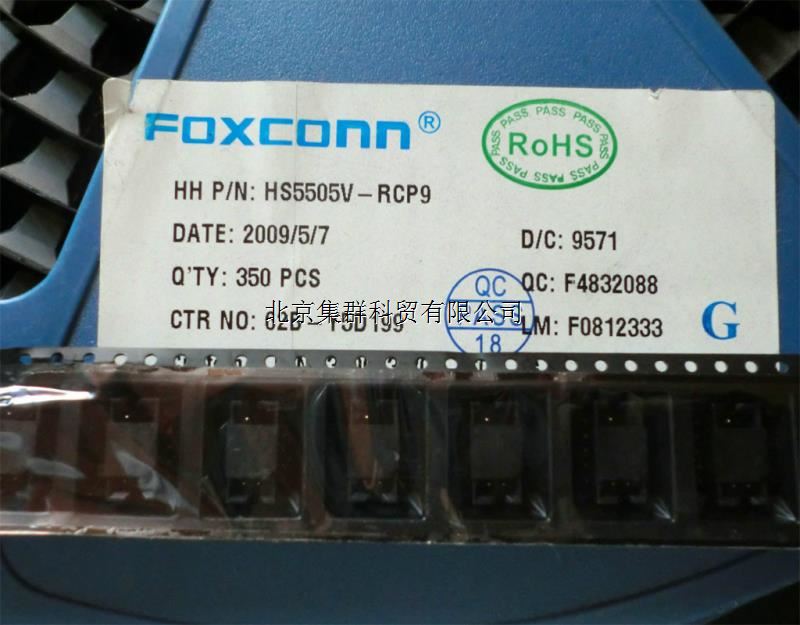 FOXCONN®
PASS PASS PASS PASS PASS PASS PASS
RoHS
HH P/N: HS5505V-RCP9
DATE: 2009/5/7
D/C: 9571
Q'TY: 350 PCS
QC: F4832088
北京集群科贸有限公司
CTR NO:
LM: F0812333
QC
18
G